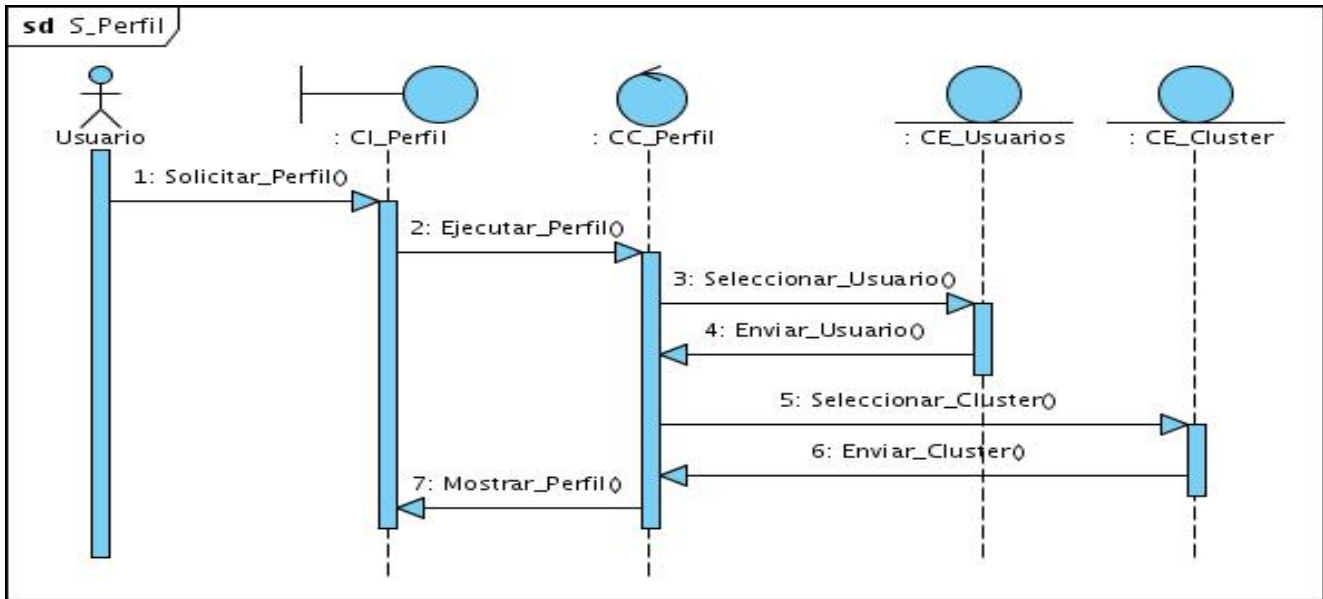 sd S_Perfil
Usuario
: CI_Perfil
: CC_Perfil
: CE_Usuarios
: CE_Cluster
1: Solicitar_Perfil()
2: Ejecutar_Perfil()
3: Seleccionar_Usuario()
4: Enviar_Usuario()
5: Seleccionar_Cluster()
6: Enviar_Cluster()
7: Mostrar_Perfil()